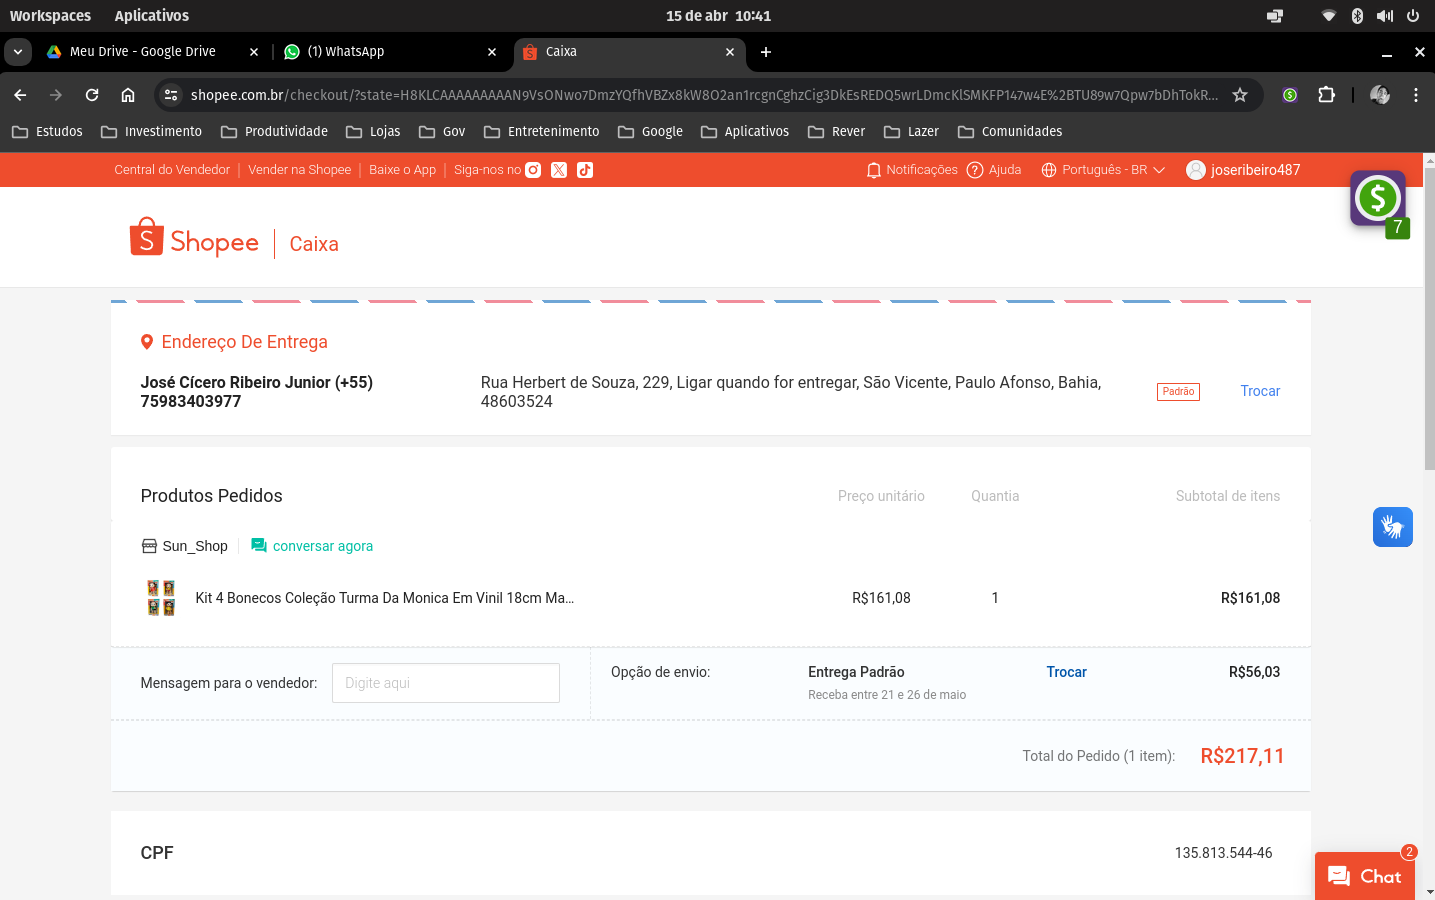 Workspaces Aplicativos 15 de abr 10:41
Meu Drive - Google Drive (1) WhatsApp Caixa
shopee.com.br/checkout/?state=H8KLCAAAAAAAAAN9VsONwo7DmzYQfhVBZx8kW8O2an1rcgnCghzCig3DkEsREDQ5wrLDmcKlSMKFP147w4E%2BTU89w7Qpw7bDhTokR...
Estudos Investimento Produtividade Lojas Gov Entretenimento Google Aplicativos Rever Lazer Comunidades
Central do Vendedor Vender na Shopee Baixe o App Siga-nos no Notificações Ajuda Português - BR joseribeiro487
7
Shopee Caixa
Endereço De Entrega
José Cícero Ribeiro Junior (+55) Rua Herbert de Souza, 229, Ligar quando for entregar, São Vicente, Paulo Afonso, Bahia,
75983403977 48603524
Padrão Trocar
Produtos Pedidos Preço unitário Quantia Subtotal de itens
Sun_Shop conversar agora
Kit 4 Bonecos Coleção Turma Da Monica Em Vinil 18cm Ma... R$161,08 1 R$161,08
Mensagem para o vendedor: Digite aqui Opção de envio: Entrega Padrão Trocar R$56,03
Receba entre 21 e 26 de maio
Total do Pedido (1 item): R$217,11
CPF 135.813.544-46
Chat 2